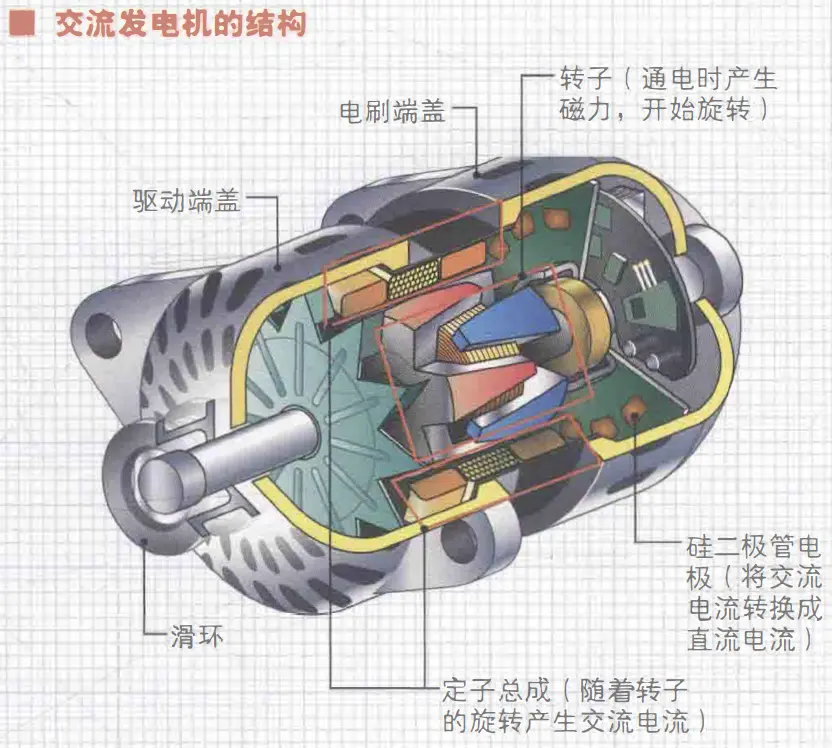 交流发电机的结构
转子（通电时产生
磁力，开始旋转）
电刷端盖
驱动端盖
硅二极管电
极（将交流
电流转换成
直流电流）
滑环
定子总成（随着转子
的旋转产生交流电流）